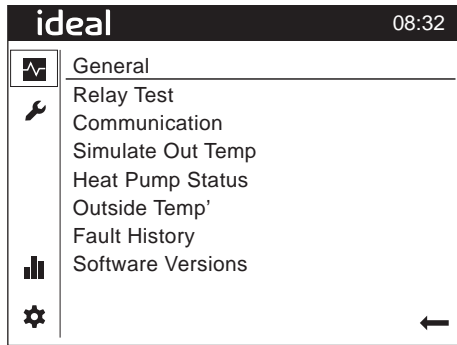 ideal
08:32
General
Relay Test
Communication
Simulate Out Temp
Heat Pump Status
Outside Temp'
Fault History
Software Versions